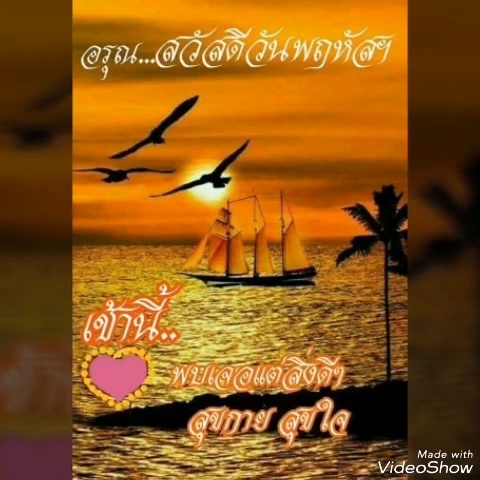 อรุณ...สวัสดีวันพฤหัสฯ
เช้านี้..
พบเจอแต่สิ่งดีๆ
สุขกาย สุขใจ
Made with
VideoShow